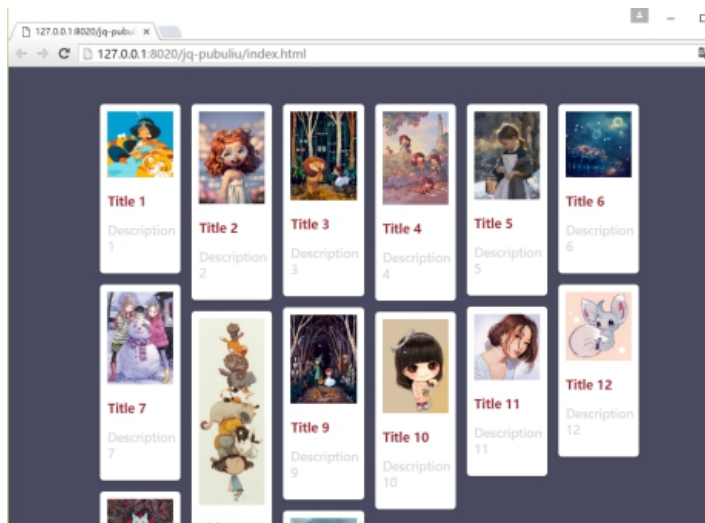 127.0.0.1:8020/jq-pubuli
127.0.0.1:8020/jq-pubuliu/index.html
Title 1
Description
1
Title 2
Description
2
Title 3
Description
3
Title 4
Description
4
Title 5
Description
5
Title 6
Description
6
Title 7
Description
7
Title 9
Description
9
Title 10
Description
10
Title 11
Description
11
Title 12
Description
12